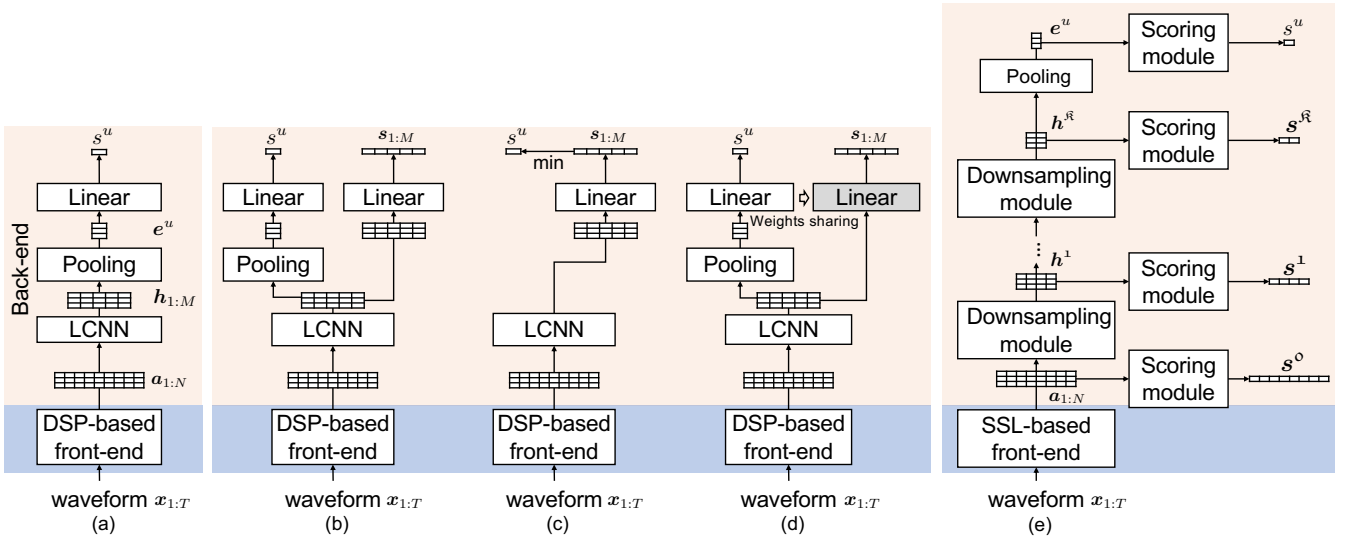 Back-end
s^u
Linear
e^u
Pooling
h_{1:M}
LCNN
a_{1:N}
DSP-based
front-end
waveform x_{1:T}
(a)
s^u
s_{1:M}
Linear
Linear
Pooling
LCNN
DSP-based
front-end
waveform x_{1:T}
(b)
s^u
s_{1:M}
min
Linear
LCNN
DSP-based
front-end
waveform x_{1:T}
(c)
s^u
s_{1:M}
Linear
Linear
Weights sharing
Pooling
LCNN
DSP-based
front-end
waveform x_{1:T}
(d)
e^u
Scoring
module
s^u
Pooling
h^𝔎
Scoring
module
s^𝔎
Downsampling
module
...
h^1
Scoring
module
s^1
Downsampling
module
Scoring
module
s^0
a_{1:N}
SSL-based
front-end
waveform x_{1:T}
(e)